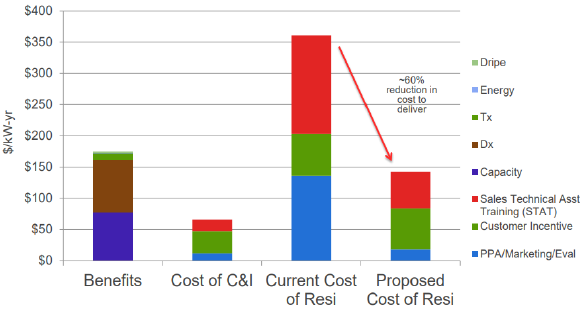 $400
$350
$300
$250
$200
$150
$100
$50
$0
$/kW-yr
~60%
reduction in
cost to
deliver
Benefits
Cost of C&I
Current Cost
of Resi
Proposed
Cost of Resi
Dripe
Energy
Tx
Dx
Capacity
Sales Technical Asst
Training (STAT)
Customer Incentive
PPA/Marketing/Eval